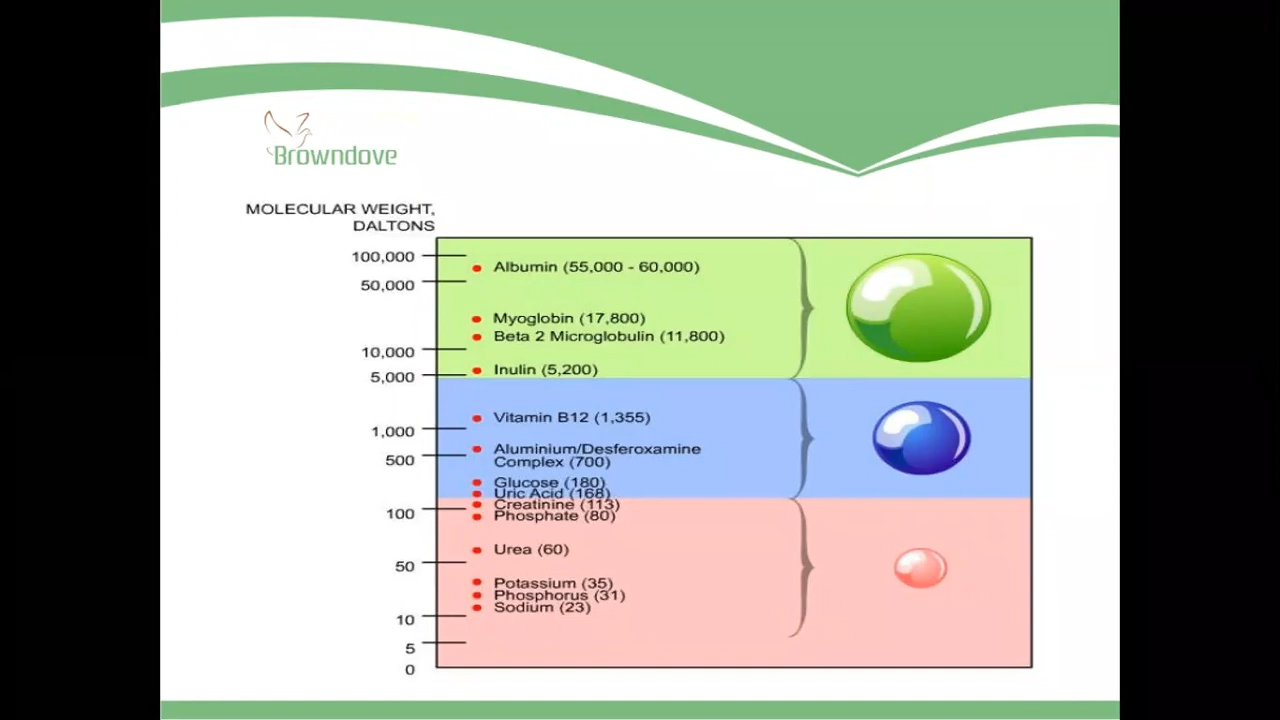 Browndove
MOLECULAR WEIGHT,
DALTONS
100,000
Albumin (55,000 - 60,000)
50,000
Myoglobin (17,800)
Beta 2 Microglobulin (11,800)
10,000
Inulin (5,200)
5,000
Vitamin B12 (1,355)
1,000
Aluminium/Desferoxamine
Complex (700)
500
Glucose (180)
Uric Acid (168)
Creatinine (113)
100
Phosphate (80)
Urea (60)
50
Potassium (35)
Phosphorus (31)
Sodium (23)
10
5
0